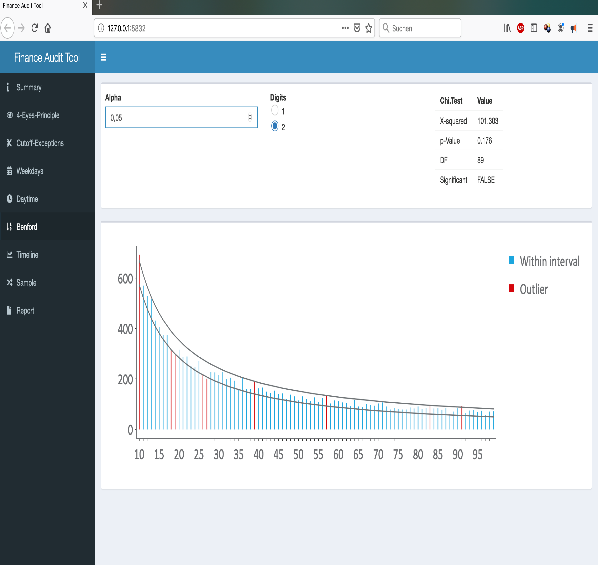 Finance Audit Tool X +
127.0.0.1:5832 Suchen
Finance Audit Too
Summary
4-Eyes-Principle
Cutoff-Exceptions
Weekdays
Daytime
Benford
Timeline
Sample
Report
Alpha
0,05
Digits
1
2
Chi.Test Value
X-squared 101,303
p-Value 0,176
DF 89
Significant FALSE
Within interval
Outlier
600
400
200
0
10 15 20 25 30 35 40 45 50 55 60 65 70 75 80 85 90 95